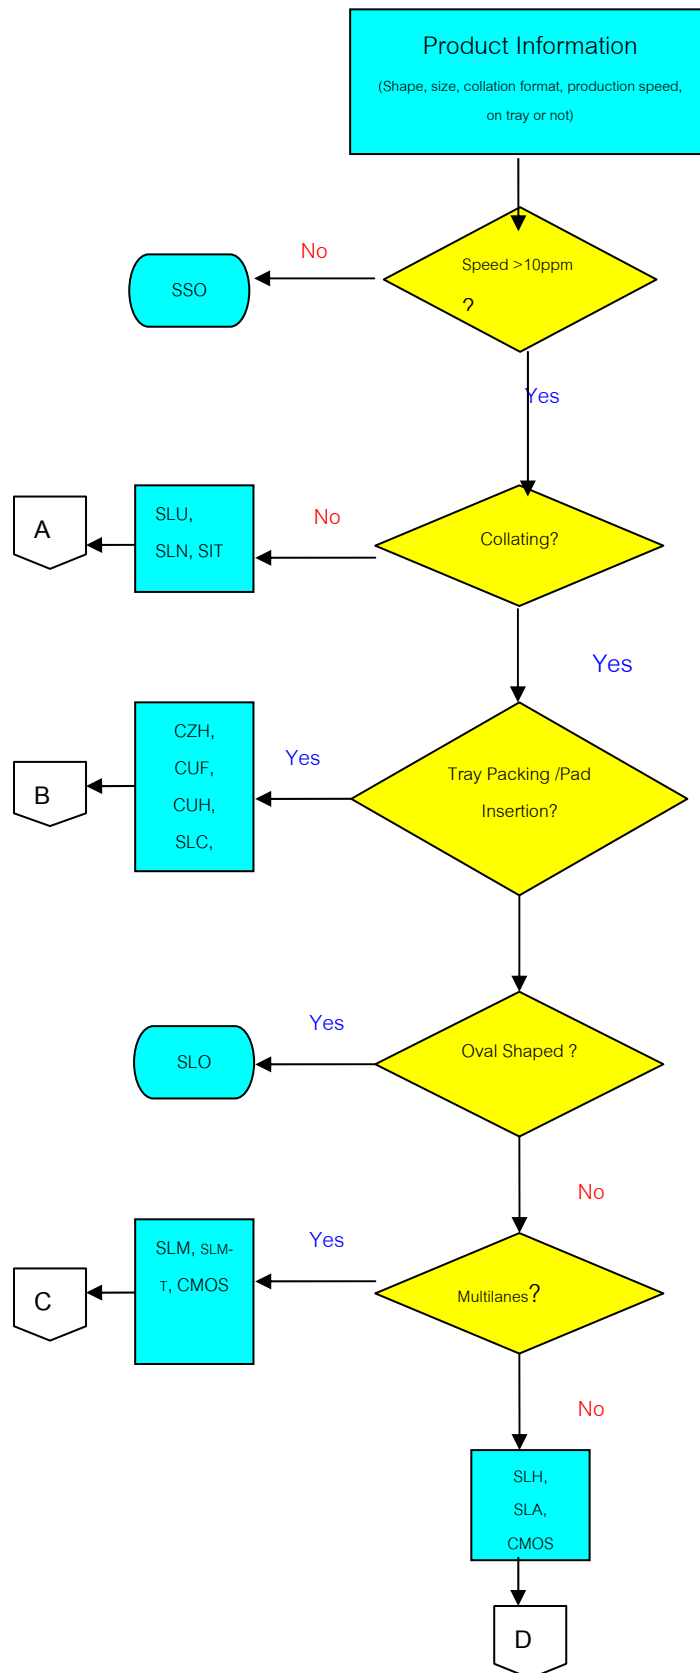 Product Information
(Shape, size, collation format, production speed,
on tray or not)
No
Speed >10ppm
?
SSO
Yes
A
SLU,
SLN, SIT
No
Collating?
Yes
B
CZH,
CUF,
CUH,
SLC,
Yes
Tray Packing /Pad
Insertion?
Yes
SLO
Oval Shaped ?
No
C
SLM, SLM-
T, CMOS
Yes
Multilanes?
No
SLH,
SLA,
CMOS
D